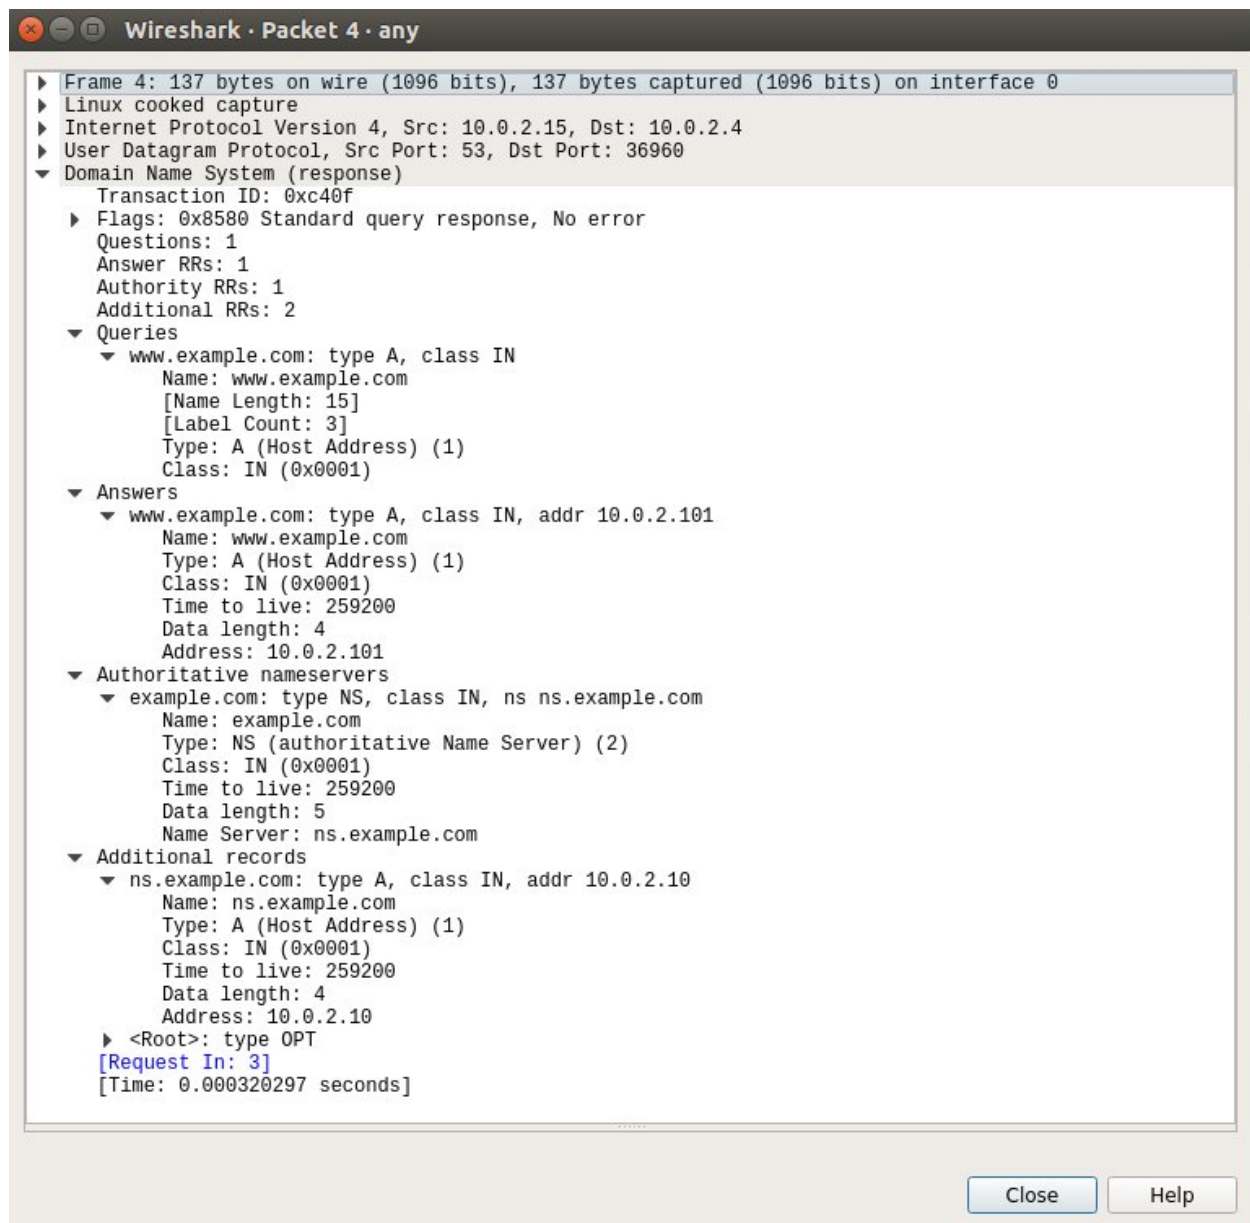 Wireshark · Packet 4 · any
Frame 4: 137 bytes on wire (1096 bits), 137 bytes captured (1096 bits) on interface 0
Linux cooked capture
Internet Protocol Version 4, Src: 10.0.2.15, Dst: 10.0.2.4
User Datagram Protocol, Src Port: 53, Dst Port: 36960
Domain Name System (response)
Transaction ID: 0xc40f
Flags: 0x8580 Standard query response, No error
Questions: 1
Answer RRs: 1
Authority RRs: 1
Additional RRs: 2
Queries
www.example.com: type A, class IN
Name: www.example.com
[Name Length: 15]
[Label Count: 3]
Type: A (Host Address) (1)
Class: IN (0x0001)
Answers
www.example.com: type A, class IN, addr 10.0.2.101
Name: www.example.com
Type: A (Host Address) (1)
Class: IN (0x0001)
Time to live: 259200
Data length: 4
Address: 10.0.2.101
Authoritative nameservers
example.com: type NS, class IN, ns ns.example.com
Name: example.com
Type: NS (authoritative Name Server) (2)
Class: IN (0x0001)
Time to live: 259200
Data length: 5
Name Server: ns.example.com
Additional records
ns.example.com: type A, class IN, addr 10.0.2.10
Name: ns.example.com
Type: A (Host Address) (1)
Class: IN (0x0001)
Time to live: 259200
Data length: 4
Address: 10.0.2.10
<Root>: type OPT
[Request In: 3]
[Time: 0.000320297 seconds]
Close Help